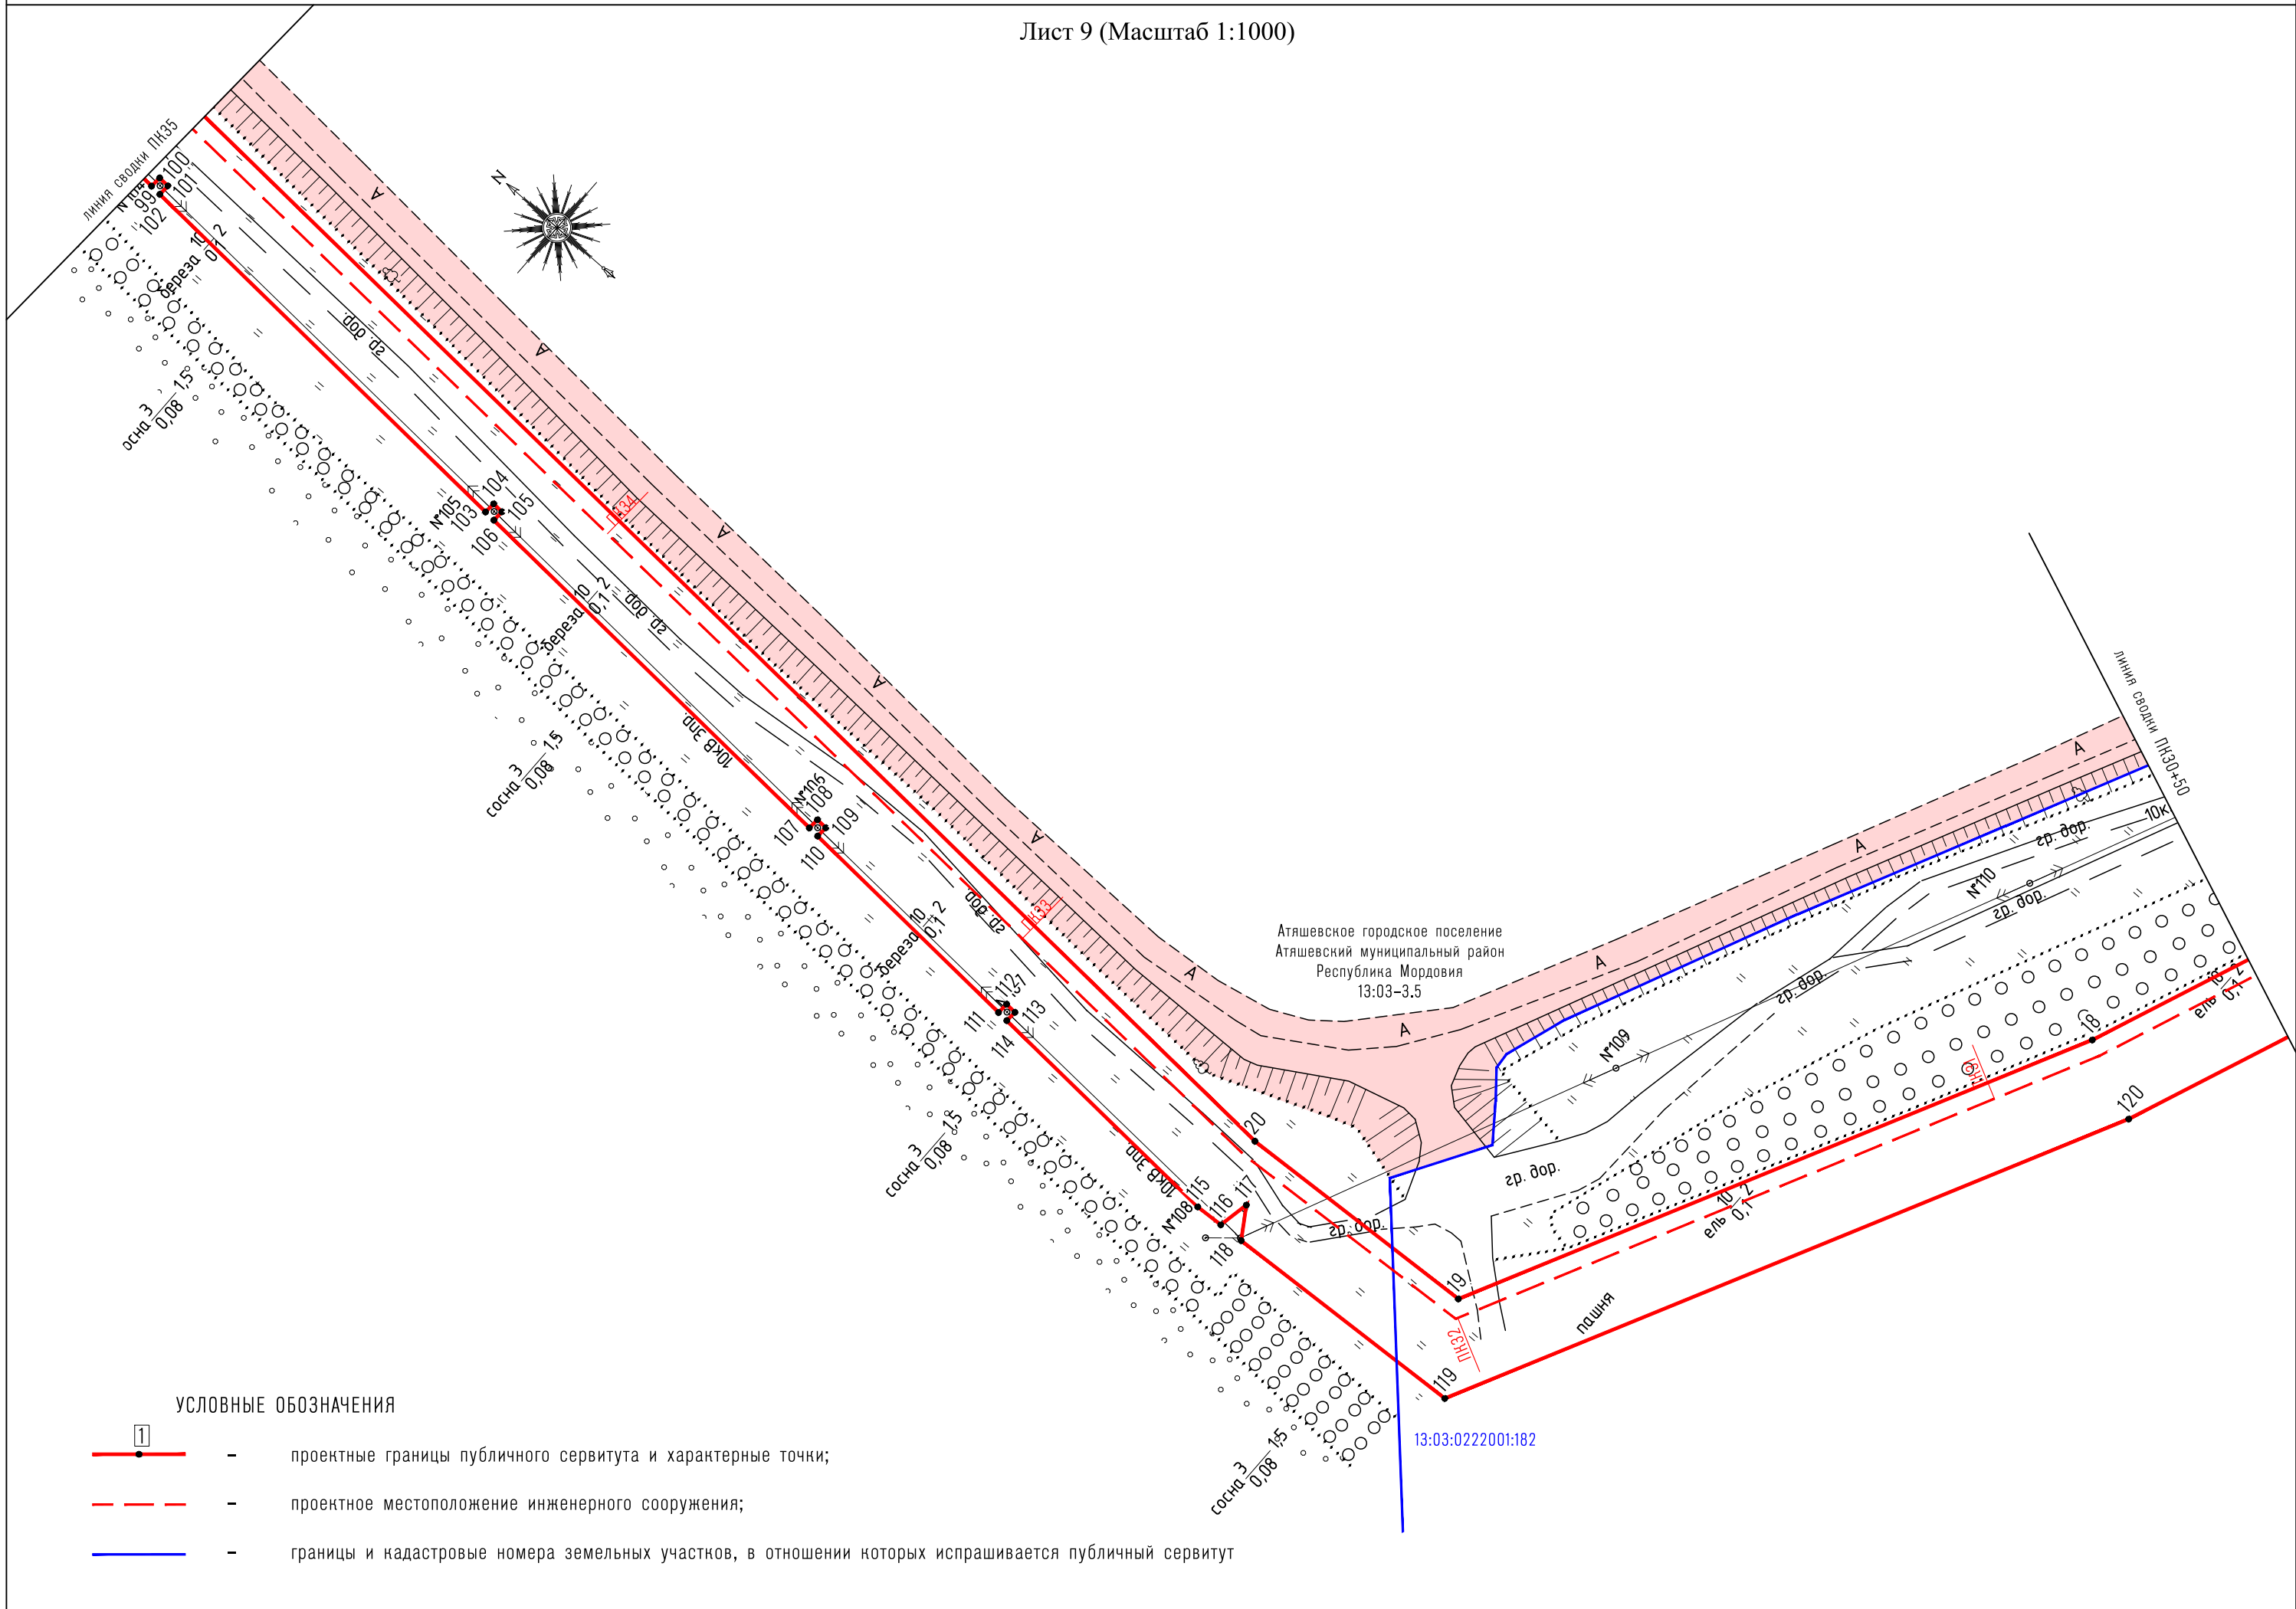 Лист 9 (Масштаб 1:1000)
линия сводки ПК35
99
100
101
102
N
береза 10/0,1 2
гр. дор.
осна 3/0,08 1,5
А
А
А
А
А
А
А
А
А
А
№105
103
104
105
106
ПК34
береза 10/0,1 2
гр. дор.
10кВ 3пр.
сосна 3/0,08 1,5
№106
107
108
109
110
береза 10/0,1 2
гр. дор.
ПК33
111
112
113
114
сосна 3/0,08 1,5
10кВ 3пр.
№108
115
116
117
118
20
гр. дор.
19
ПК32
119
Атяшевское городское поселение
Атяшевский муниципальный район
Республика Мордовия
13:03-3.5
линия сводки ПК30+50
10к
гр. дор.
№110
гр. дор.
гр. дор.
№109
гр. дор.
18
ПК31
ель 10/0,1 2
ель 10/0,1 2
120
пашня
сосна 3/0,08 1,5
13:03:0222001:182
УСЛОВНЫЕ ОБОЗНАЧЕНИЯ
1
- проектные границы публичного сервитута и характерные точки;
- проектное местоположение инженерного сооружения;
- границы и кадастровые номера земельных участков, в отношении которых испрашивается публичный сервитут